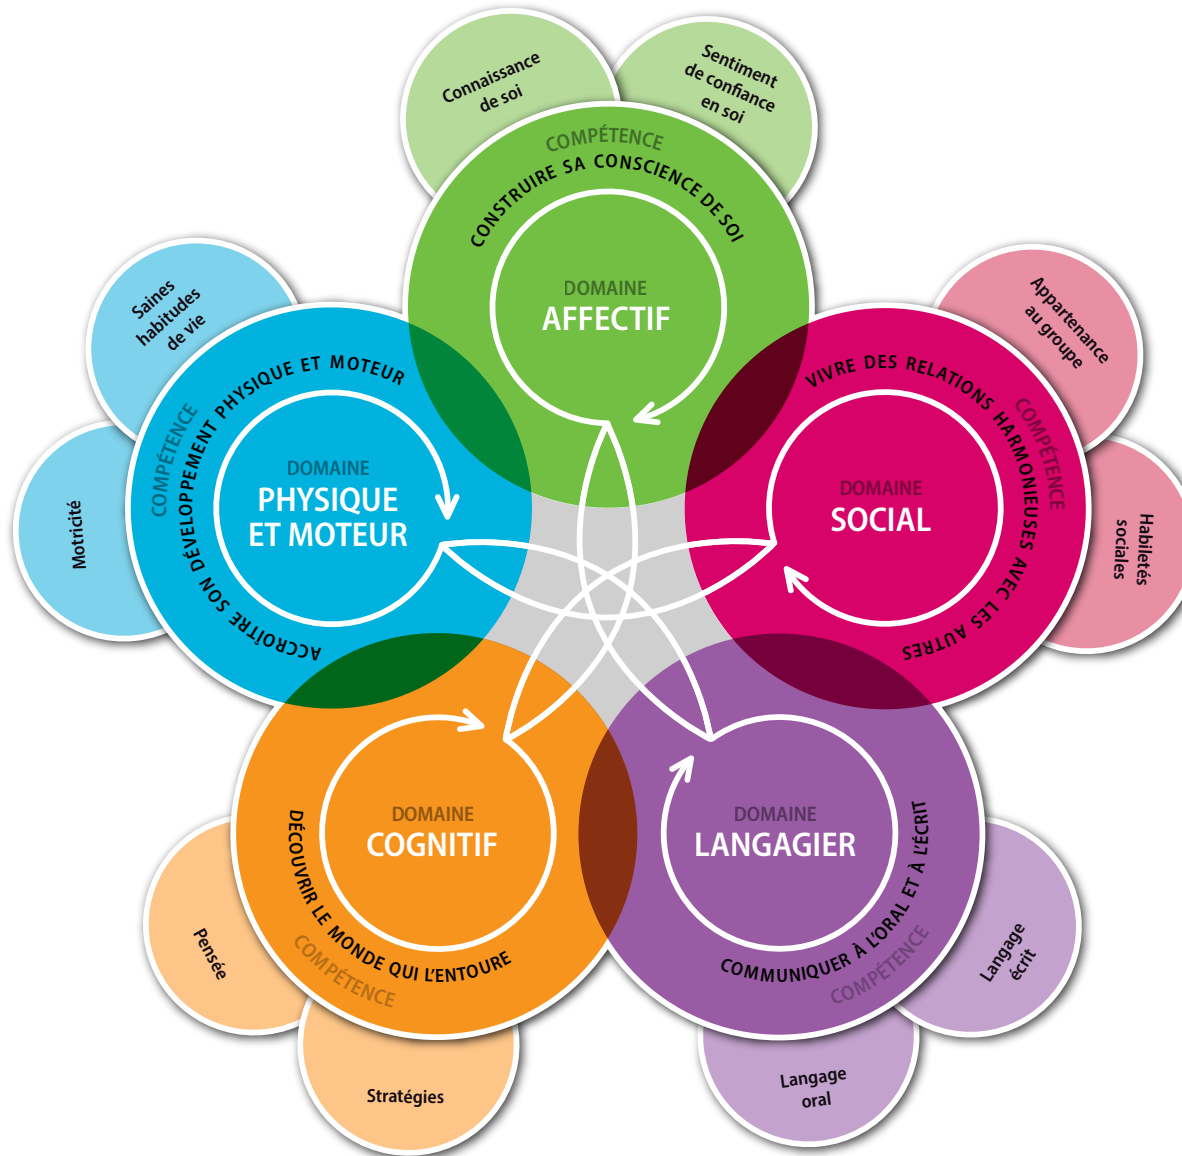 Connaissance
de soi
Sentiment
de confiance
en soi
COMPÉTENCE
CONSTRUIRE SA CONSCIENCE DE SOI
DOMAINE
AFFECTIF
Saines
habitudes
de vie
Motricité
COMPÉTENCE
ACCROÎTRE SON DÉVELOPPEMENT PHYSIQUE ET MOTEUR
DOMAINE
PHYSIQUE
ET MOTEUR
Appartenance
au groupe
Habiletés
sociales
COMPÉTENCE
VIVRE DES RELATIONS HARMONIEUSES AVEC LES AUTRES
DOMAINE
SOCIAL
DOMAINE
COGNITIF
DÉCOUVRIR LE MONDE QUI L'ENTOURE
COMPÉTENCE
Pensée
Stratégies
DOMAINE
LANGAGIER
COMMUNIQUER À L'ORAL ET À L'ÉCRIT
COMPÉTENCE
Langage
écrit
Langage
oral